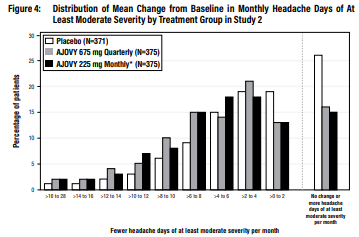 Figure 4: Distribution of Mean Change from Baseline in Monthly Headache Days of At
Least Moderate Severity by Treatment Group in Study 2
Placebo (N=371)
AJOVY 675 mg Quarterly (N=375)
AJOVY 225 mg Monthly* (N=375)
Percentage of patients
30
25
20
15
10
5
0
>16 to 28
>14 to 16
>12 to 14
>10 to 12
>8 to 10
>6 to 8
>4 to 6
>2 to 4
>0 to 2
No change or
more headache
days of at least
moderate severity
per month
Fewer headache days of at least moderate severity per month